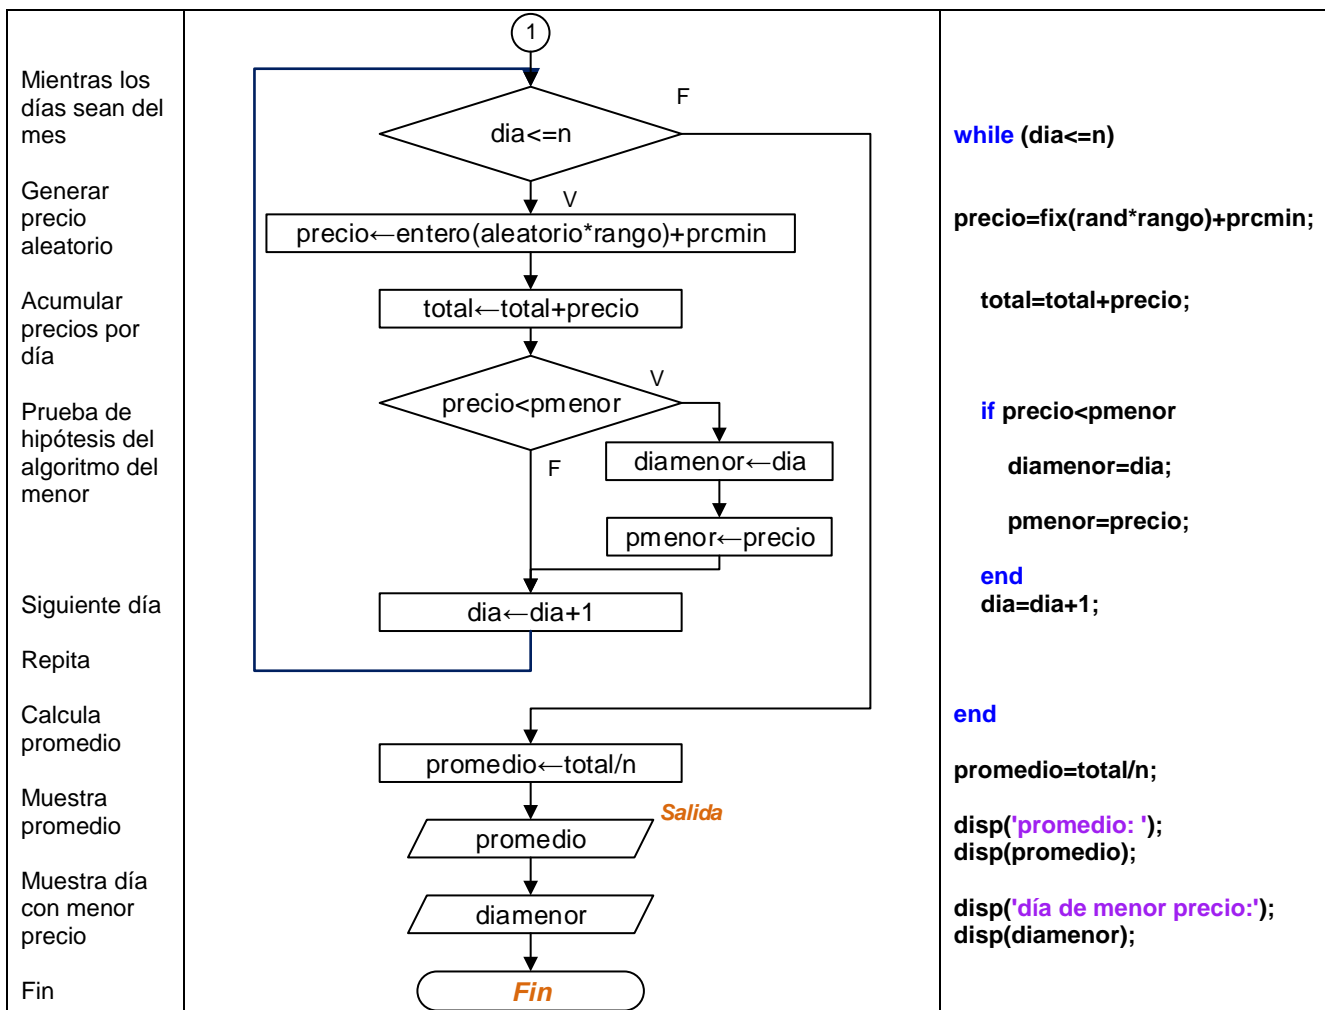 Mientras los
días sean del
mes
Generar
precio
aleatorio
Acumular
precios por
día
Prueba de
hipótesis del
algoritmo del
menor
Siguiente día
Repita
Calcula
promedio
Muestra
promedio
Muestra día
con menor
precio
Fin
1
dia<=n
F
V
precio←entero(aleatorio*rango)+prcmin
total←total+precio
precio<pmenor
V
F
diamenor←dia
pmenor←precio
dia←dia+1
promedio←total/n
Salida
promedio
diamenor
Fin
while (dia<=n)
precio=fix(rand*rango)+prcmin;
total=total+precio;
if precio<pmenor
diamenor=dia;
pmenor=precio;
end
dia=dia+1;
end
promedio=total/n;
disp('promedio: ');
disp(promedio);
disp('día de menor precio:');
disp(diamenor);